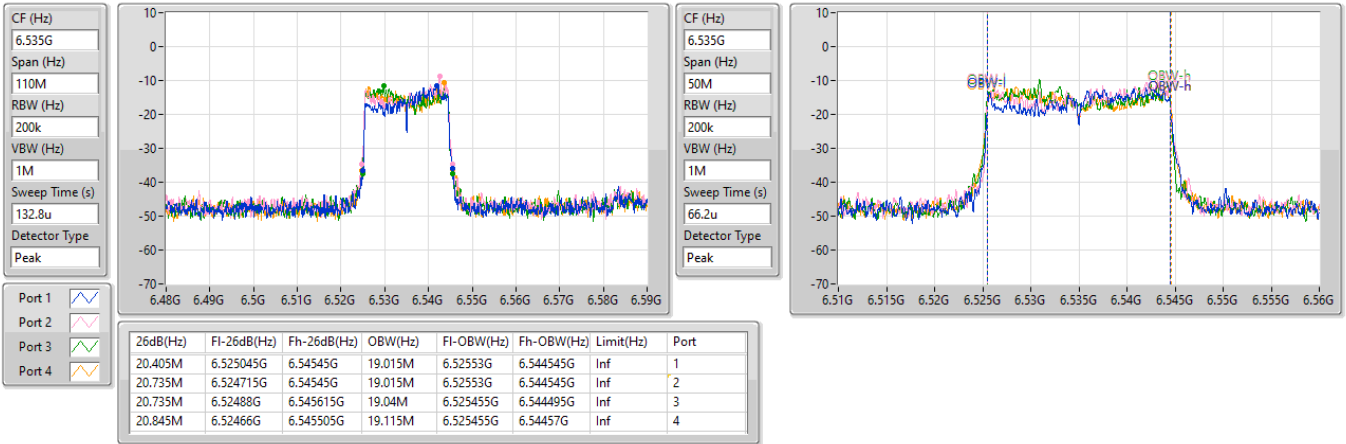 CF (Hz)
6.535G
Span (Hz)
110M
RBW (Hz)
200k
VBW (Hz)
1M
Sweep Time (s)
132.8u
Detector Type
Peak
10
0
-10
-20
-30
-40
-50
-60
-70
6.48G 6.49G 6.5G 6.51G 6.52G 6.53G 6.54G 6.55G 6.56G 6.57G 6.58G 6.59G
CF (Hz)
6.535G
Span (Hz)
50M
RBW (Hz)
200k
VBW (Hz)
1M
Sweep Time (s)
66.2u
Detector Type
Peak
10
0
-10
-20
-30
-40
-50
-60
-70
OBW-l
OBW-h
OBW-h
6.51G 6.515G 6.52G 6.525G 6.53G 6.535G 6.54G 6.545G 6.55G 6.555G 6.56G
Port 1
Port 2
Port 3
Port 4
26dB(Hz) Fl-26dB(Hz) Fh-26dB(Hz) OBW(Hz) Fl-OBW(Hz) Fh-OBW(Hz) Limit(Hz) Port
20.405M 6.525045G 6.54545G 19.015M 6.52553G 6.544545G Inf 1
20.735M 6.524715G 6.54545G 19.015M 6.52553G 6.544545G Inf 2
20.735M 6.52488G 6.545615G 19.04M 6.525455G 6.544495G Inf 3
20.845M 6.52466G 6.545505G 19.115M 6.525455G 6.54457G Inf 4